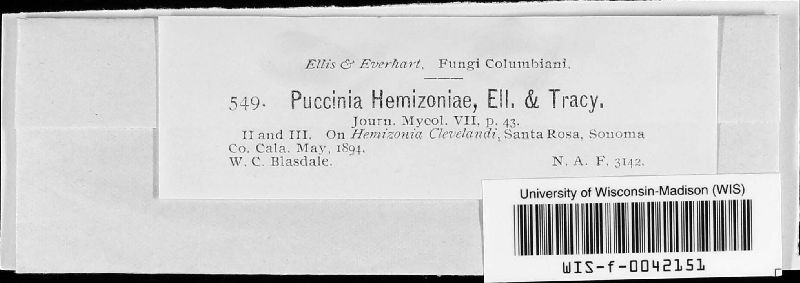 Ellis & Everhart, Fungi Columbiani.
549. Puccinia Hemizoniae, Ell. & Tracy.
Journ. Mycol. VII, p. 43.
II and III. On Hemizonia Clevelandi, Santa Rosa, Sonoma
Co. Cala. May, 1894.
W. C. Blasdale. N. A. F. 3142.
University of Wisconsin-Madison (WIS)
WIS-f-0042151